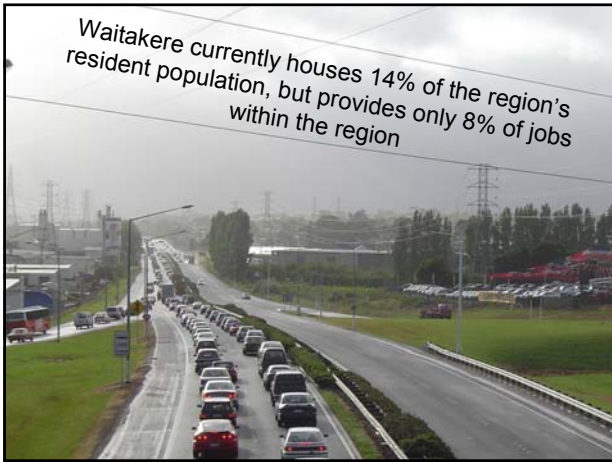 Waitakere currently houses 14% of the region's
resident population, but provides only 8% of jobs
within the region